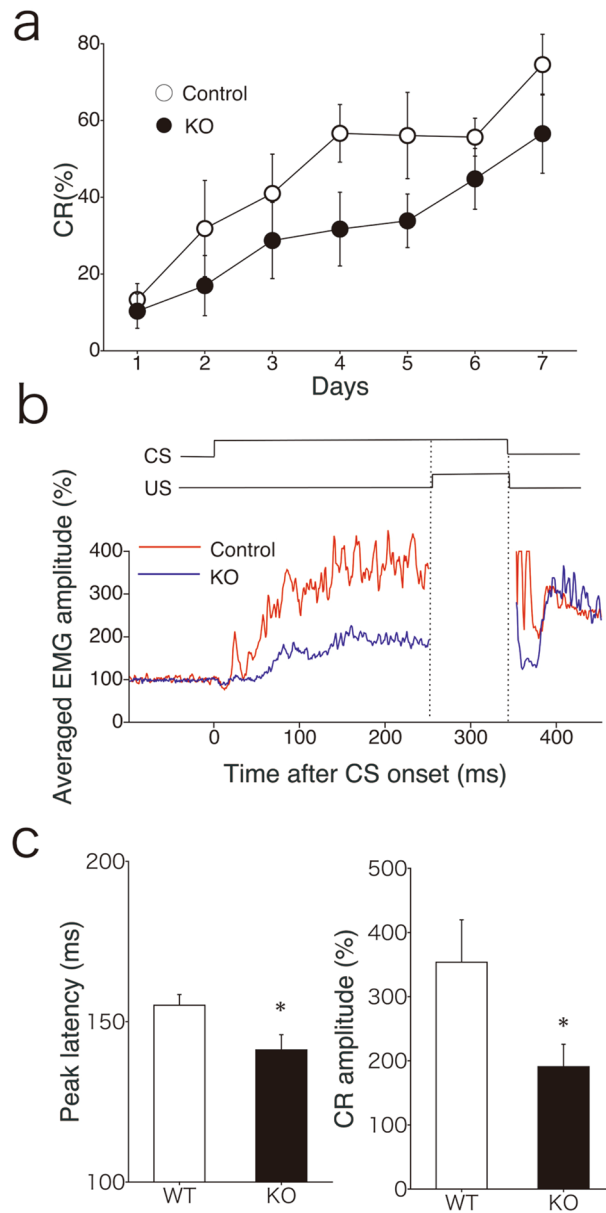 a
80
60
40
20
0
CR(%)
Control
KO
1 2 3 4 5 6 7
Days
b
CS
US
Averaged EMG amplitude (%)
400
300
200
100
0
Control
KO
0 100 200 300 400
Time after CS onset (ms)
c
200
150
100
Peak latency (ms)
*
WT KO
500
400
300
200
100
0
CR amplitude (%)
*
WT KO